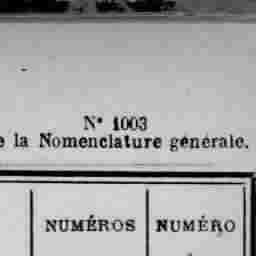 N° 1003
e la Nomenclature générale.
NUMÉROS NUMÉRO